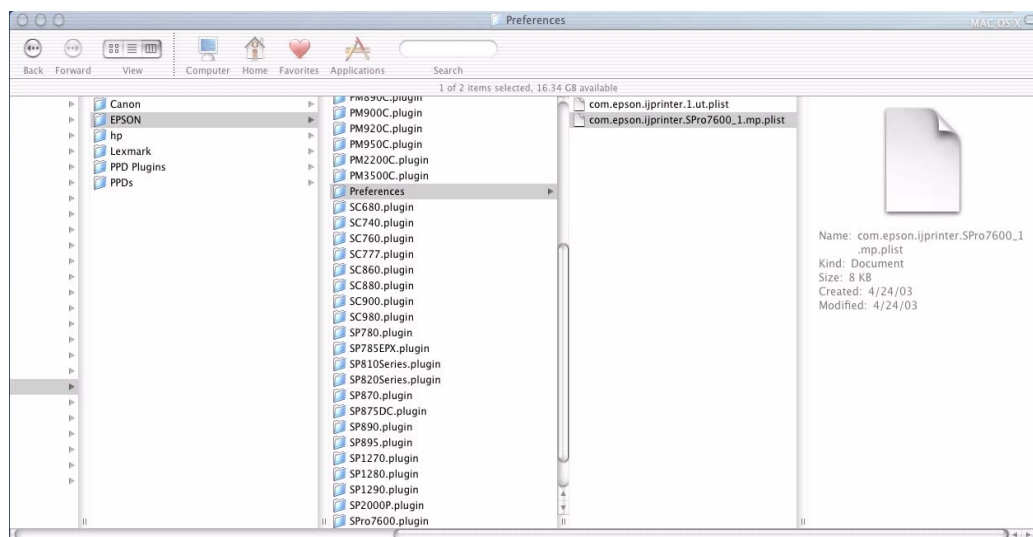 Preferences
MAC OS X
Back Forward View Computer Home Favorites Applications Search
1 of 2 items selected, 16.34 GB available
Canon
EPSON
hp
Lexmark
PPD Plugins
PPDs
PM890C.plugin
PM900C.plugin
PM920C.plugin
PM950C.plugin
PM2200C.plugin
PM3500C.plugin
Preferences
SC680.plugin
SC740.plugin
SC760.plugin
SC777.plugin
SC860.plugin
SC880.plugin
SC900.plugin
SC980.plugin
SP780.plugin
SP785EPX.plugin
SP810Series.plugin
SP820Series.plugin
SP870.plugin
SP875DC.plugin
SP890.plugin
SP895.plugin
SP1270.plugin
SP1280.plugin
SP1290.plugin
SP2000P.plugin
SPro7600.plugin
com.epson.ijprinter.1.ut.plist
com.epson.ijprinter.SPro7600_1.mp.plist
Name: com.epson.ijprinter.SPro7600_1
.mp.plist
Kind: Document
Size: 8 KB
Created: 4/24/03
Modified: 4/24/03